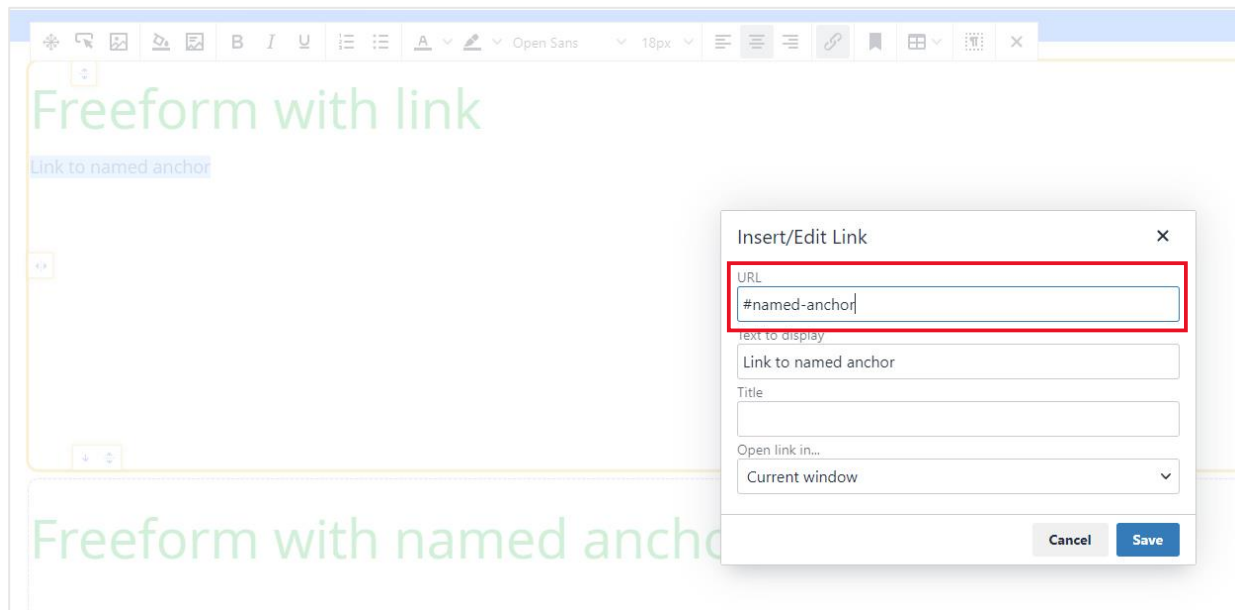 B I U A Open Sans 18px
Freeform with link
Link to named anchor
Insert/Edit Link
URL
#named-anchor
Text to display
Link to named anchor
Title
Open link in...
Current window
Cancel Save
Freeform with named ancho